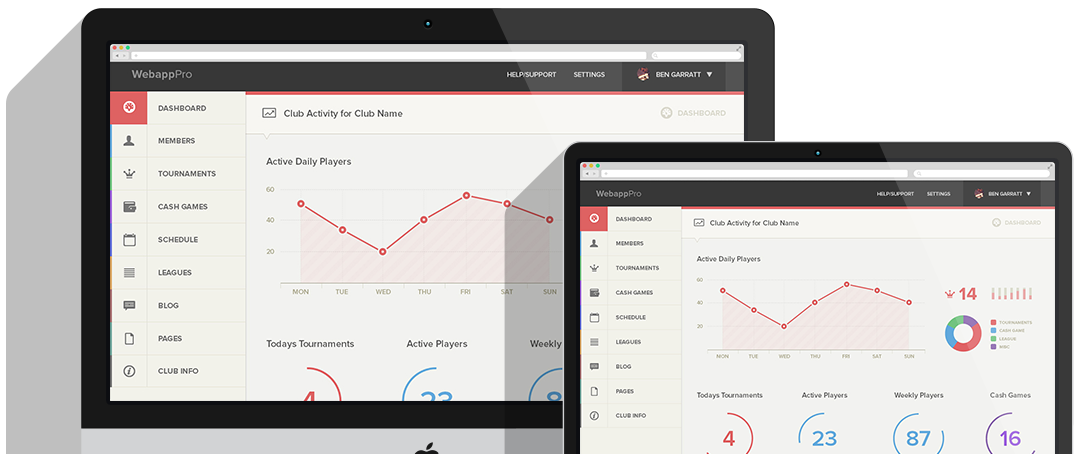 WebappPro
HELP/SUPPORT SETTINGS BEN GARRATT
DASHBOARD
MEMBERS
TOURNAMENTS
CASH GAMES
SCHEDULE
LEAGUES
BLOG
PAGES
CLUB INFO
Club Activity for Club Name
DASHBOARD
Active Daily Players
60
40
20
MON TUE WED THU FRI SAT SUN
Todays Tournaments Active Players Weekly
4 23 8
WebappPro
HELP/SUPPORT SETTINGS BEN GARRATT
DASHBOARD
MEMBERS
TOURNAMENTS
CASH GAMES
SCHEDULE
LEAGUES
BLOG
PAGES
CLUB INFO
Club Activity for Club Name
DASHBOARD
Active Daily Players
60
40
20
MON TUE WED THU FRI SAT SUN
14
TOURNAMENTS
CASH GAME
LEAGUE
Todays Tournaments Active Players Weekly Players Cash Games
4 23 87 16